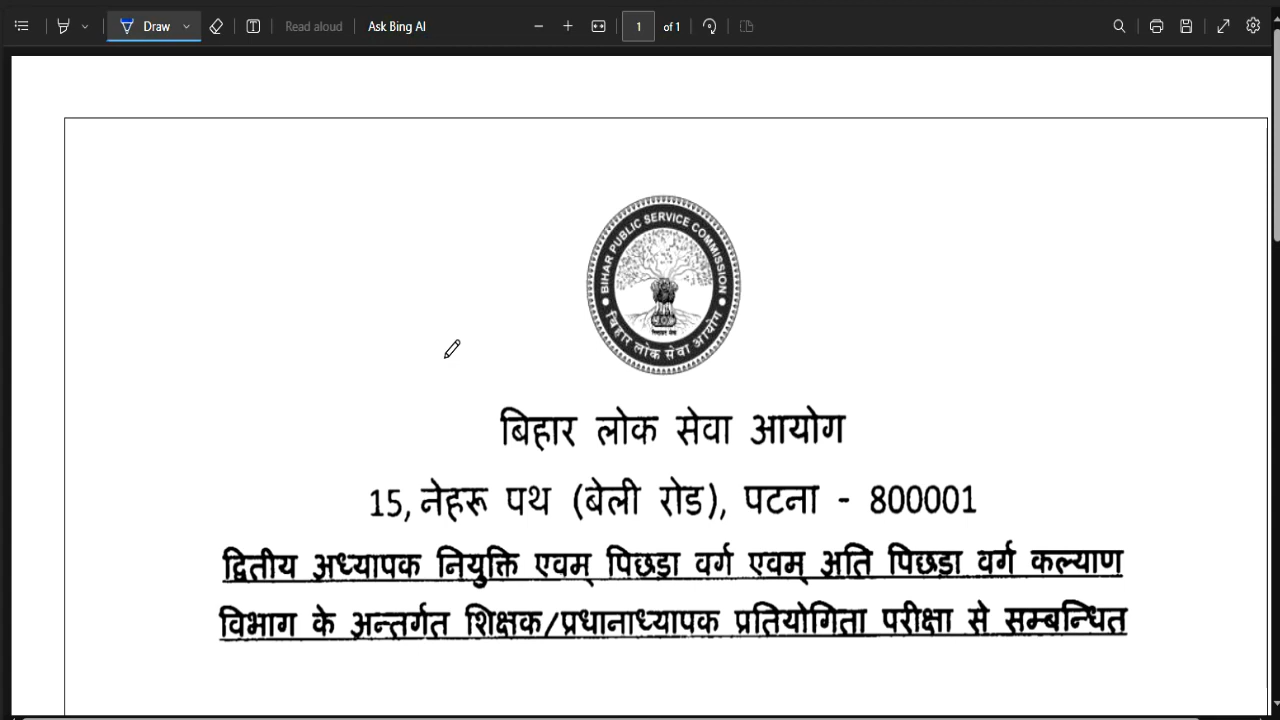 Draw
Read aloud
Ask Bing AI
1
of 1
BIHAR PUBLIC SERVICE COMMISSION
बिहार लोक सेवा आयोग
बिहार लोक सेवा आयोग
15, नेहरू पथ (बेली रोड), पटना - 800001
द्वितीय अध्यापक नियुक्ति एवम् पिछड़ा वर्ग एवम् अति पिछड़ा वर्ग कल्याण
विभाग के अन्तर्गत शिक्षक/प्रधानाध्यापक प्रतियोगिता परीक्षा से सम्बन्धित